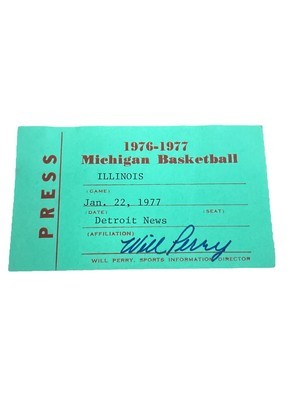 PRESS
1976-1977
Michigan Basketball
ILLINOIS
(GAME)
Jan. 22, 1977
(DATE) (SEAT)
Detroit News
(AFFILIATION)
Will Perry
WILL PERRY, SPORTS INFORMATION DIRECTOR